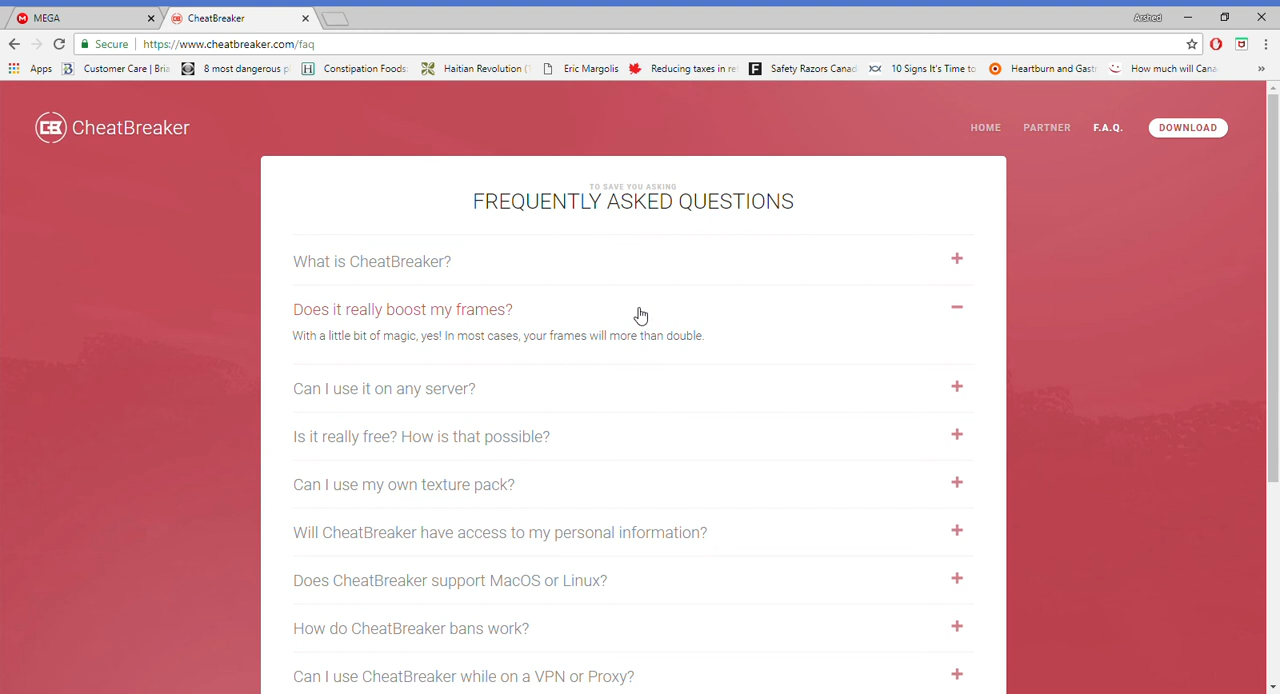 MEGA
CheatBreaker
Arshed
Secure
https://www.cheatbreaker.com/faq
Apps
Customer Care | Bria
8 most dangerous p
Constipation Foods:
Haitian Revolution (1
Eric Margolis
Reducing taxes in re
Safety Razors Canad
10 Signs It's Time to
Heartburn and Gastr
How much will Cana
»
CB CheatBreaker
HOME
PARTNER
F.A.Q.
DOWNLOAD
TO SAVE YOU ASKING
FREQUENTLY ASKED QUESTIONS
What is CheatBreaker?
Does it really boost my frames?
With a little bit of magic, yes! In most cases, your frames will more than double.
Can I use it on any server?
Is it really free? How is that possible?
Can I use my own texture pack?
Will CheatBreaker have access to my personal information?
Does CheatBreaker support MacOS or Linux?
How do CheatBreaker bans work?
Can I use CheatBreaker while on a VPN or Proxy?